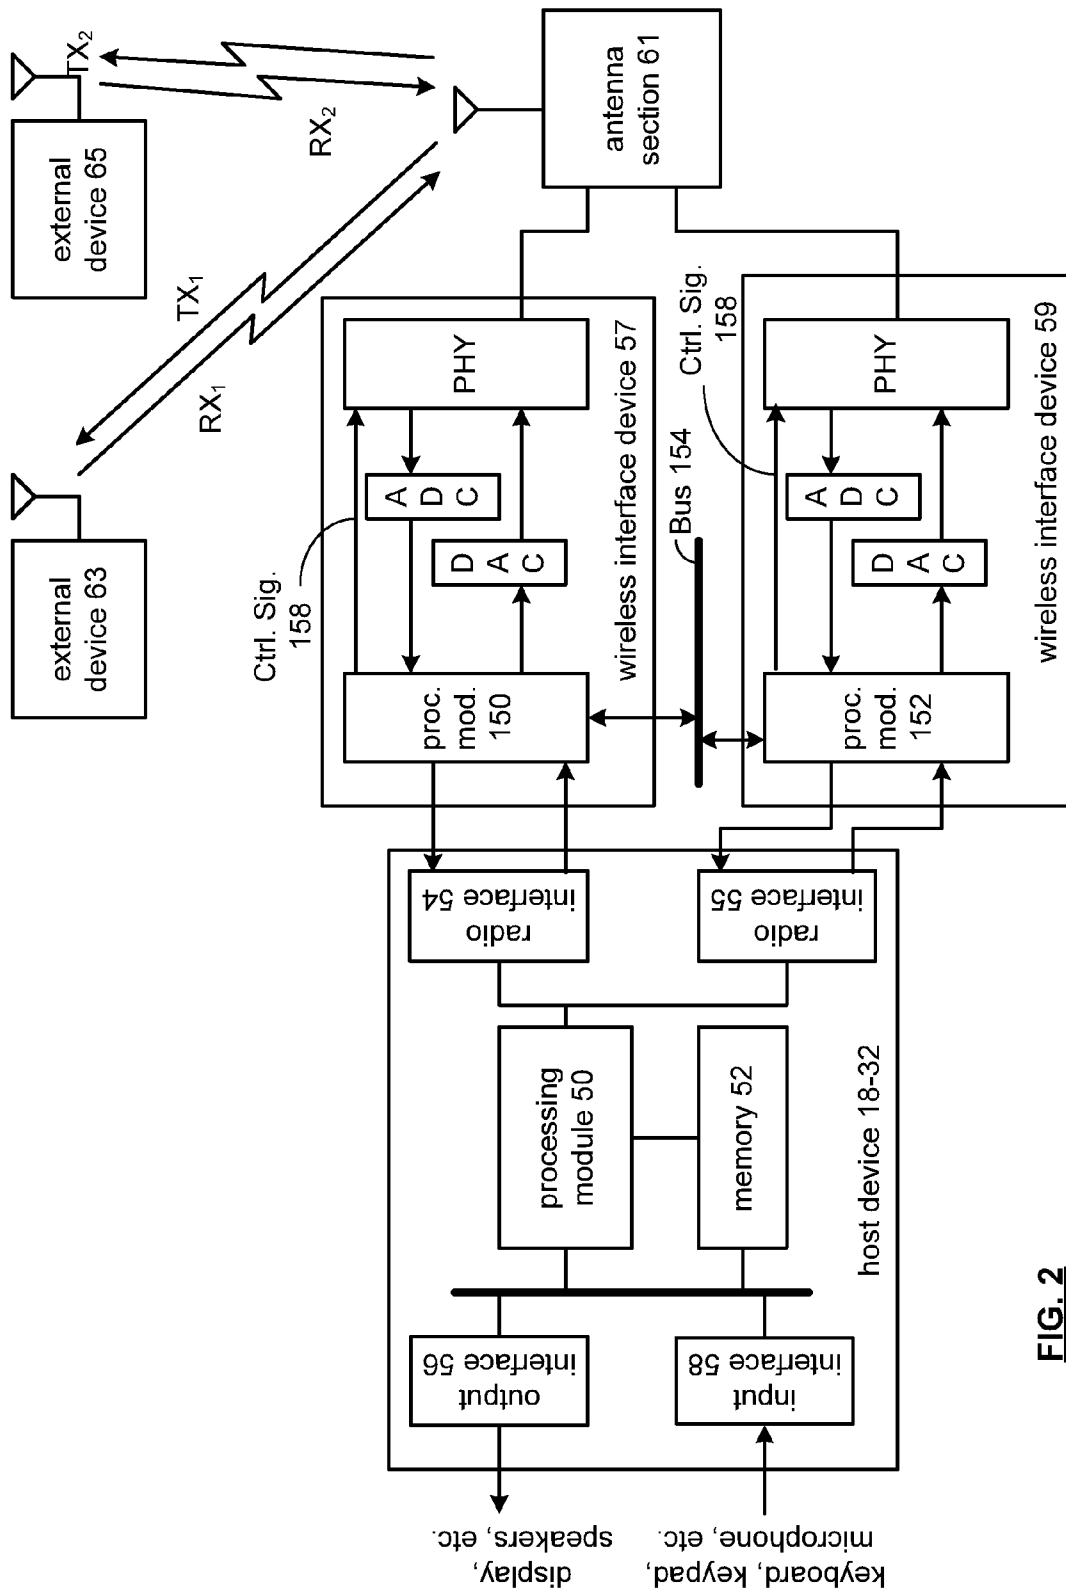 external
device 65
TX2
RX2
antenna
section 61
external
device 63
TX1
RX1
Ctrl. Sig.
158
PHY
A
D
C
D
A
C
proc.
mod.
150
wireless interface device 57
Bus 154
Ctrl. Sig.
158
PHY
A
D
C
D
A
C
proc.
mod.
152
wireless interface device 59
radio
interface 54
radio
interface 55
processing
module 50
memory 52
host device 18-32
output
interface 56
input
interface 58
display,
speakers, etc.
keyboard, keypad,
microphone, etc.
FIG. 2